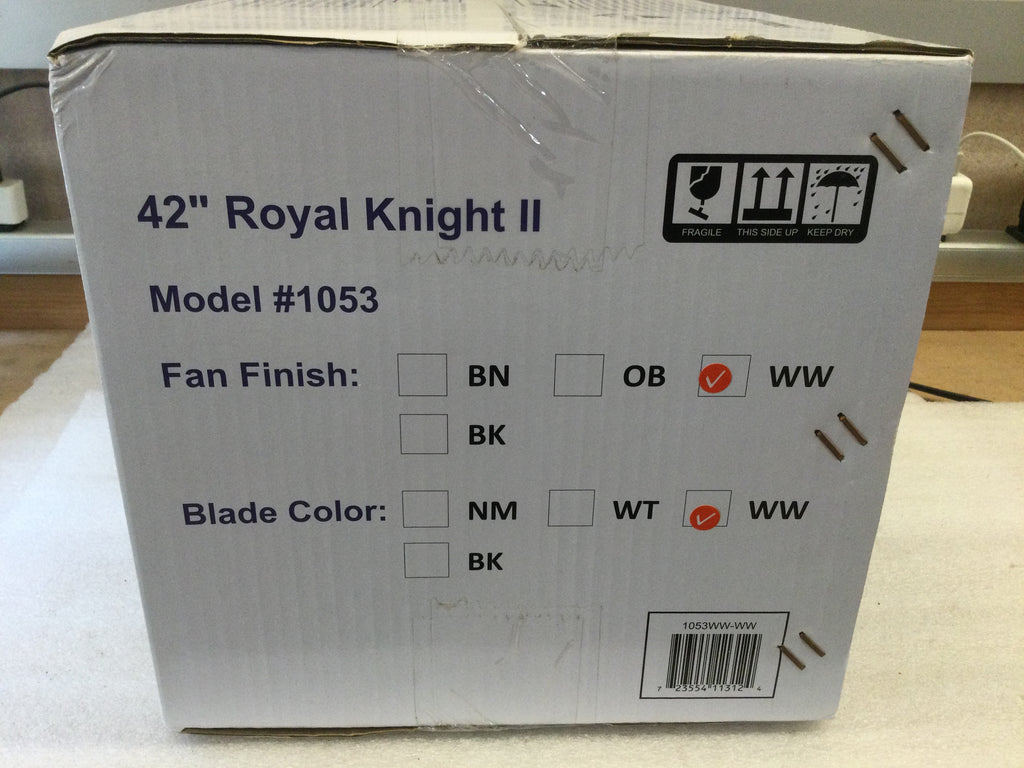 42" Royal Knight II
FRAGILE THIS SIDE UP KEEP DRY
Model #1053
Fan Finish: BN OB WW
BK
Blade Color: NM WT WW
BK
1053WW-WW
7 23554 11312 4